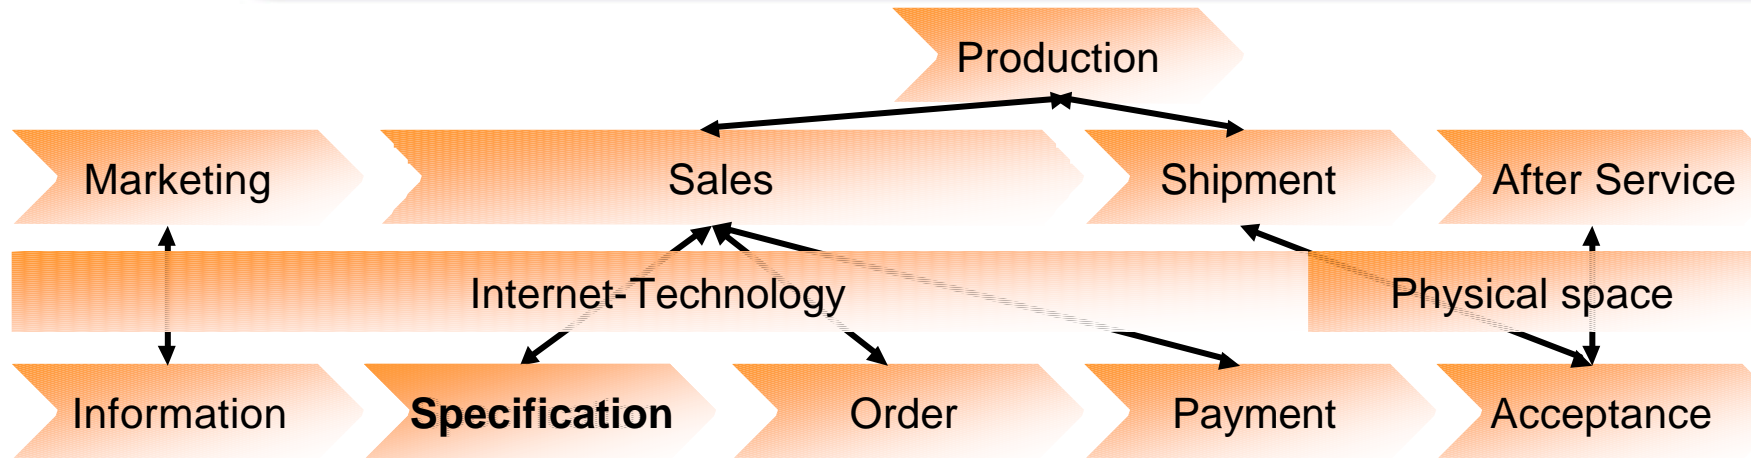 Production
Marketing
Sales
Shipment
After Service
Internet-Technology
Physical space
Information
Specification
Order
Payment
Acceptance